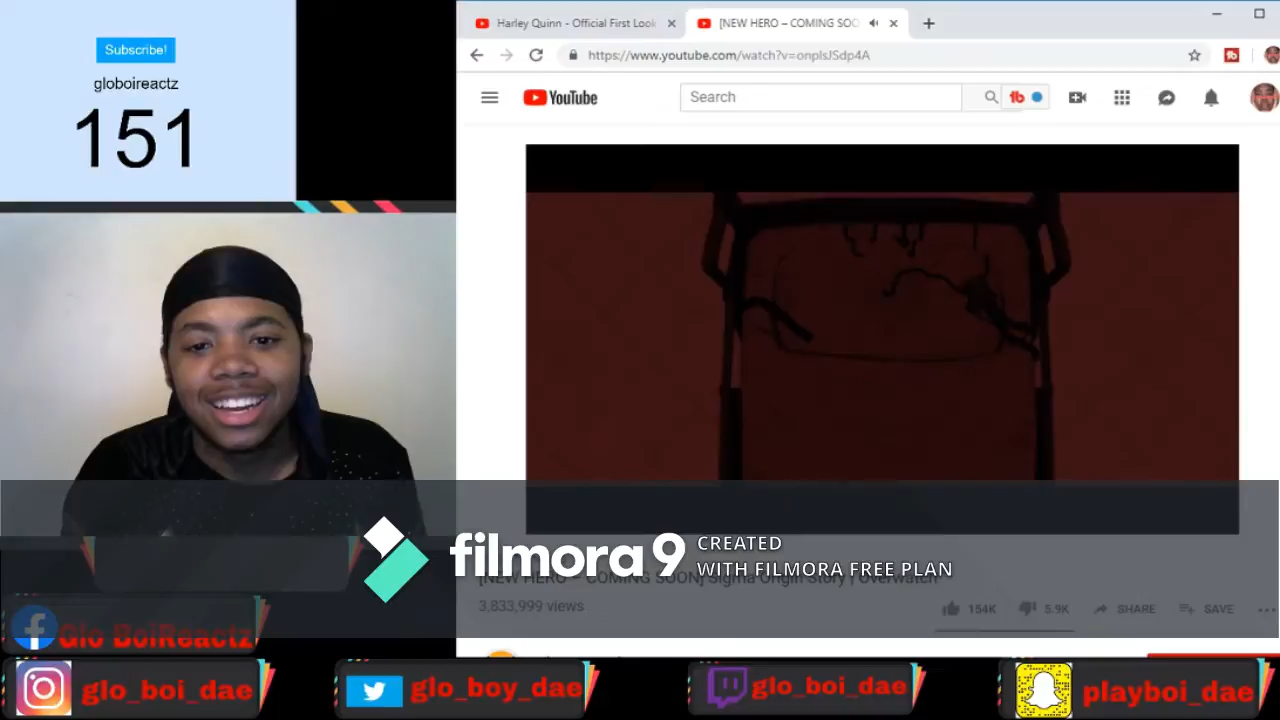 Subscribe!
globoireactz
151
Harley Quinn - Official First Look
[NEW HERO – COMING SOO
https://www.youtube.com/watch?v=onplsJSdp4A
YouTube
Search
filmora9
CREATED
WITH FILMORA FREE PLAN
[NEW HERO – COMING SOON] Sigma Origin Story | Overwatch
3,833,999 views
154K
5.9K
SHARE
SAVE
Glo BoiReactz
glo_boi_dae
glo_boy_dae
glo_boi_dae
playboi_dae